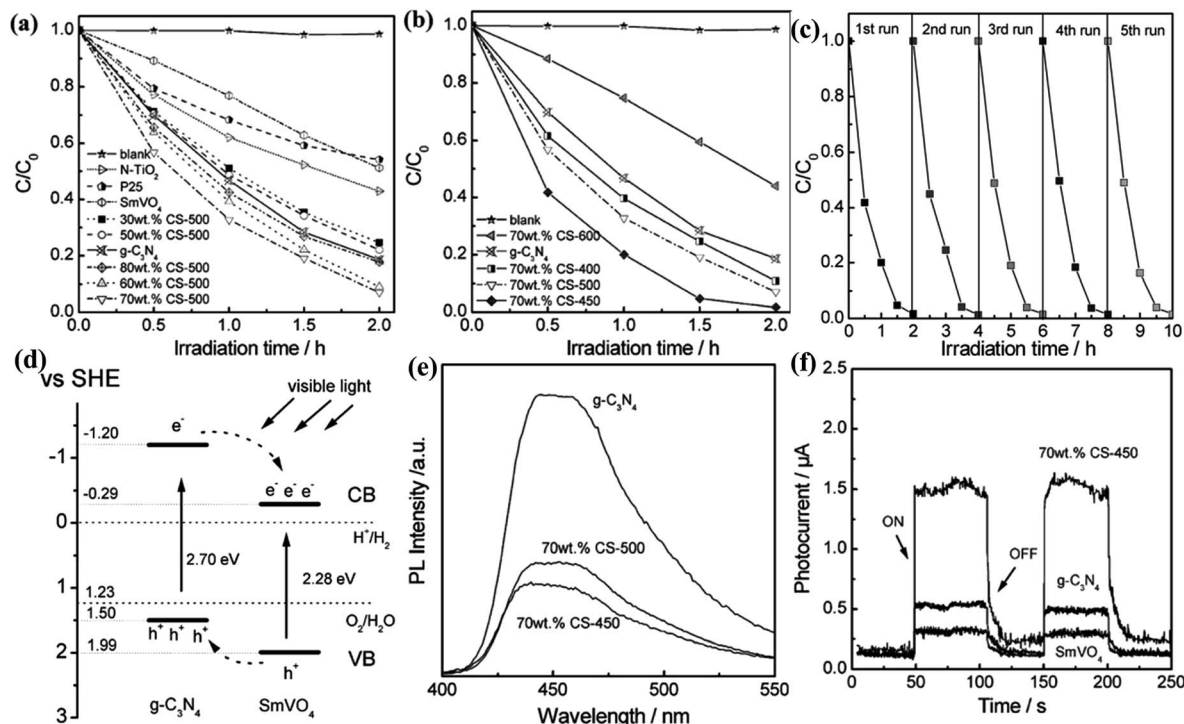 (a)
C/C0
1.0
0.8
0.6
0.4
0.2
0.0
blank
N-TiO2
P25
SmVO4
30wt.% CS-500
50wt.% CS-500
g-C3N4
80wt.% CS-500
60wt.% CS-500
70wt.% CS-500
0.0 0.5 1.0 1.5 2.0
Irradiation time / h
(b)
C/C0
1.0
0.8
0.6
0.4
0.2
0.0
blank
70wt.% CS-600
g-C3N4
70wt.% CS-400
70wt.% CS-500
70wt.% CS-450
0.0 0.5 1.0 1.5 2.0
Irradiation time / h
(c)
1st run 2nd run 3rd run 4th run 5th run
C/C0
1.0
0.8
0.6
0.4
0.2
0.0
0 1 2 3 4 5 6 7 8 9 10
Irradiation time / h
(d)
vs SHE
visible light
-1.20
e-
-1
-0.29
e- e- e-
CB
0
H+/H2
2.70 eV
2.28 eV
1
1.23
1.50
O2/H2O
h+ h+ h+
1.99
2
VB
h+
3
g-C3N4
SmVO4
(e)
PL Intensity /a.u.
g-C3N4
70wt.% CS-500
70wt.% CS-450
400 450 500 550
Wavelength / nm
(f)
Photocurrent / μA
2.5
2.0
1.5
1.0
0.5
0.0
70wt.% CS-450
ON
OFF
g-C3N4
SmVO4
0 50 100 150 200 250
Time / s